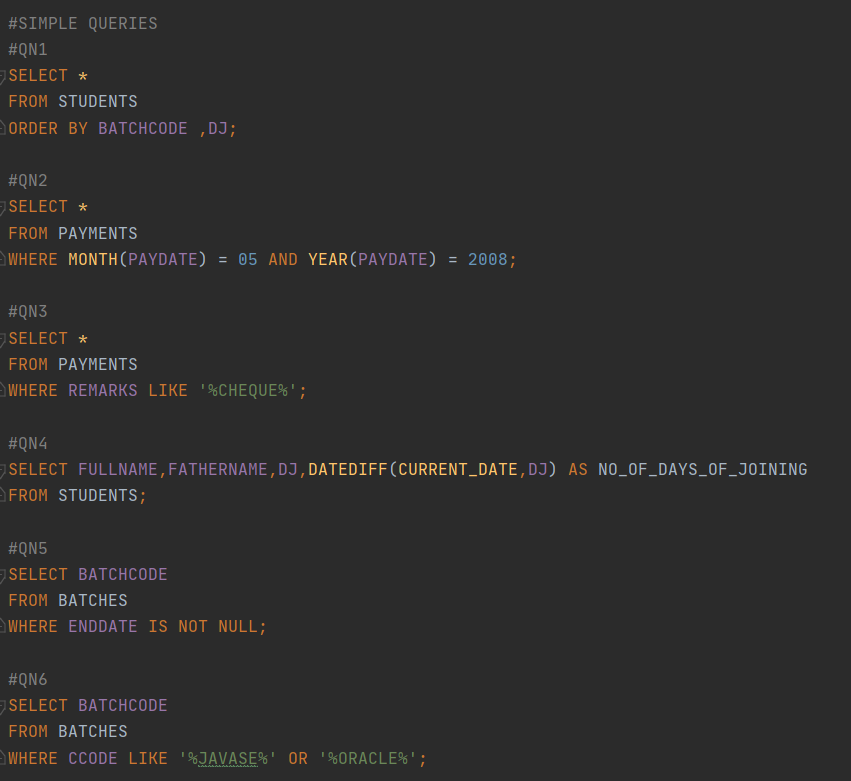 #SIMPLE QUERIES
#QN1
SELECT *
FROM STUDENTS
ORDER BY BATCHCODE ,DJ;
#QN2
SELECT *
FROM PAYMENTS
WHERE MONTH(PAYDATE) = 05 AND YEAR(PAYDATE) = 2008;
#QN3
SELECT *
FROM PAYMENTS
WHERE REMARKS LIKE '%CHEQUE%';
#QN4
SELECT FULLNAME,FATHERNAME,DJ,DATEDIFF(CURRENT_DATE,DJ) AS NO_OF_DAYS_OF_JOINING
FROM STUDENTS;
#QN5
SELECT BATCHCODE
FROM BATCHES
WHERE ENDDATE IS NOT NULL;
#QN6
SELECT BATCHCODE
FROM BATCHES
WHERE CCODE LIKE '%JAVASE%' OR '%ORACLE%';